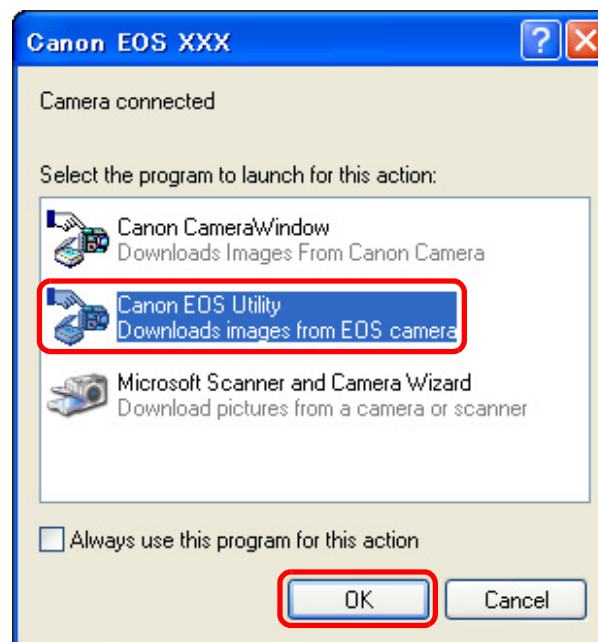 Canon EOS XXX
Camera connected
Select the program to launch for this action:
Canon CameraWindow
Downloads Images From Canon Camera
Canon EOS Utility
Downloads images from EOS camera
Microsoft Scanner and Camera Wizard
Download pictures from a camera or scanner
Always use this program for this action
OK Cancel